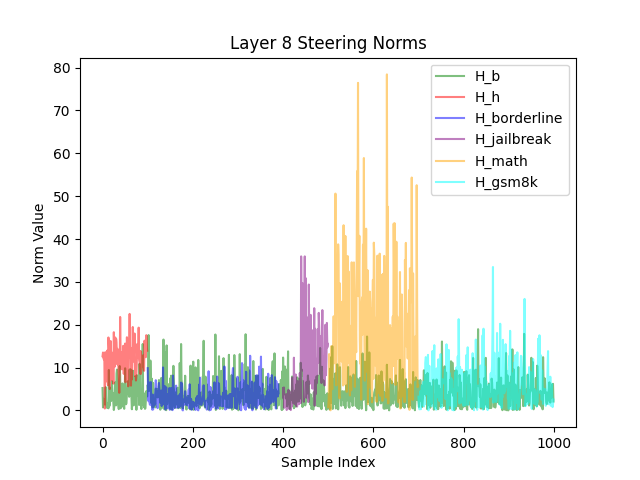 Layer 8 Steering Norms
Norm Value
80
70
60
50
40
30
20
10
0
H_b
H_h
H_borderline
H_jailbreak
H_math
H_gsm8k
0
200
400
600
800
1000
Sample Index